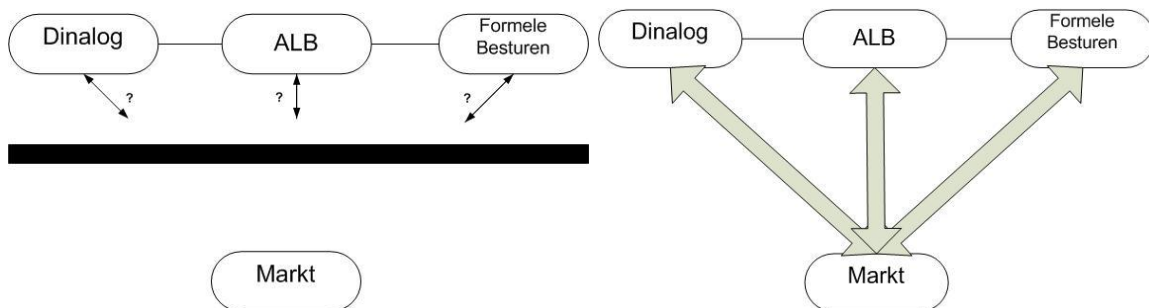 Dinalog
ALB
Formele
Besturen
?
?
?
Markt
Dinalog
ALB
Formele
Besturen
Markt